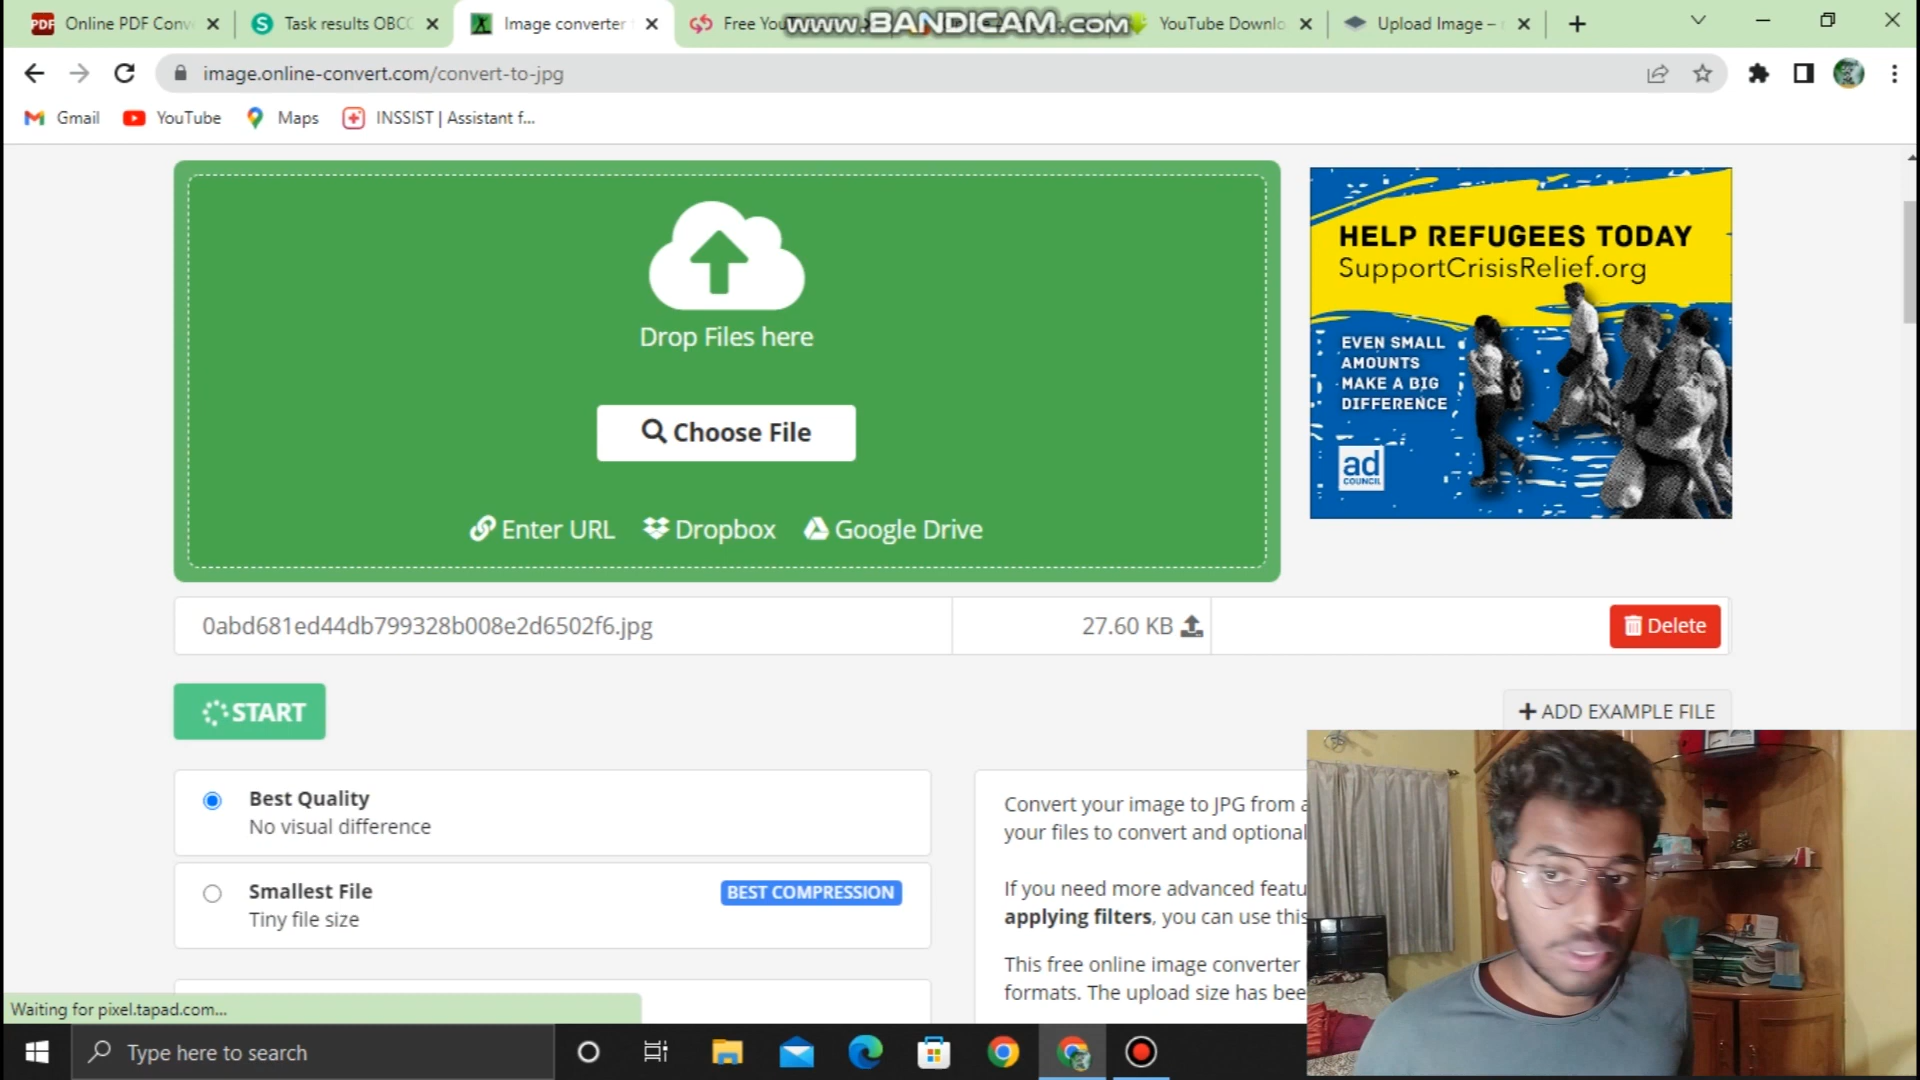 Online PDF Conv
Task results OBCC
Image converter
Free You
www.BANDICAM.com
YouTube Downlo
Upload Image –
image.online-convert.com/convert-to-jpg
Gmail
YouTube
Maps
INSSIST | Assistant f...
Drop Files here
Choose File
Enter URL
Dropbox
Google Drive
HELP REFUGEES TODAY
SupportCrisisRelief.org
EVEN SMALL
AMOUNTS
MAKE A BIG
DIFFERENCE
ad
COUNCIL
0abd681ed44db799328b008e2d6502f6.jpg
27.60 KB
Delete
START
+ ADD EXAMPLE FILE
Best Quality
No visual difference
Smallest File
Tiny file size
BEST COMPRESSION
Convert your image to JPG from a
your files to convert and optional
If you need more advanced featu
applying filters, you can use this
This free online image converter
formats. The upload size has bee
Waiting for pixel.tapad.com...
Type here to search